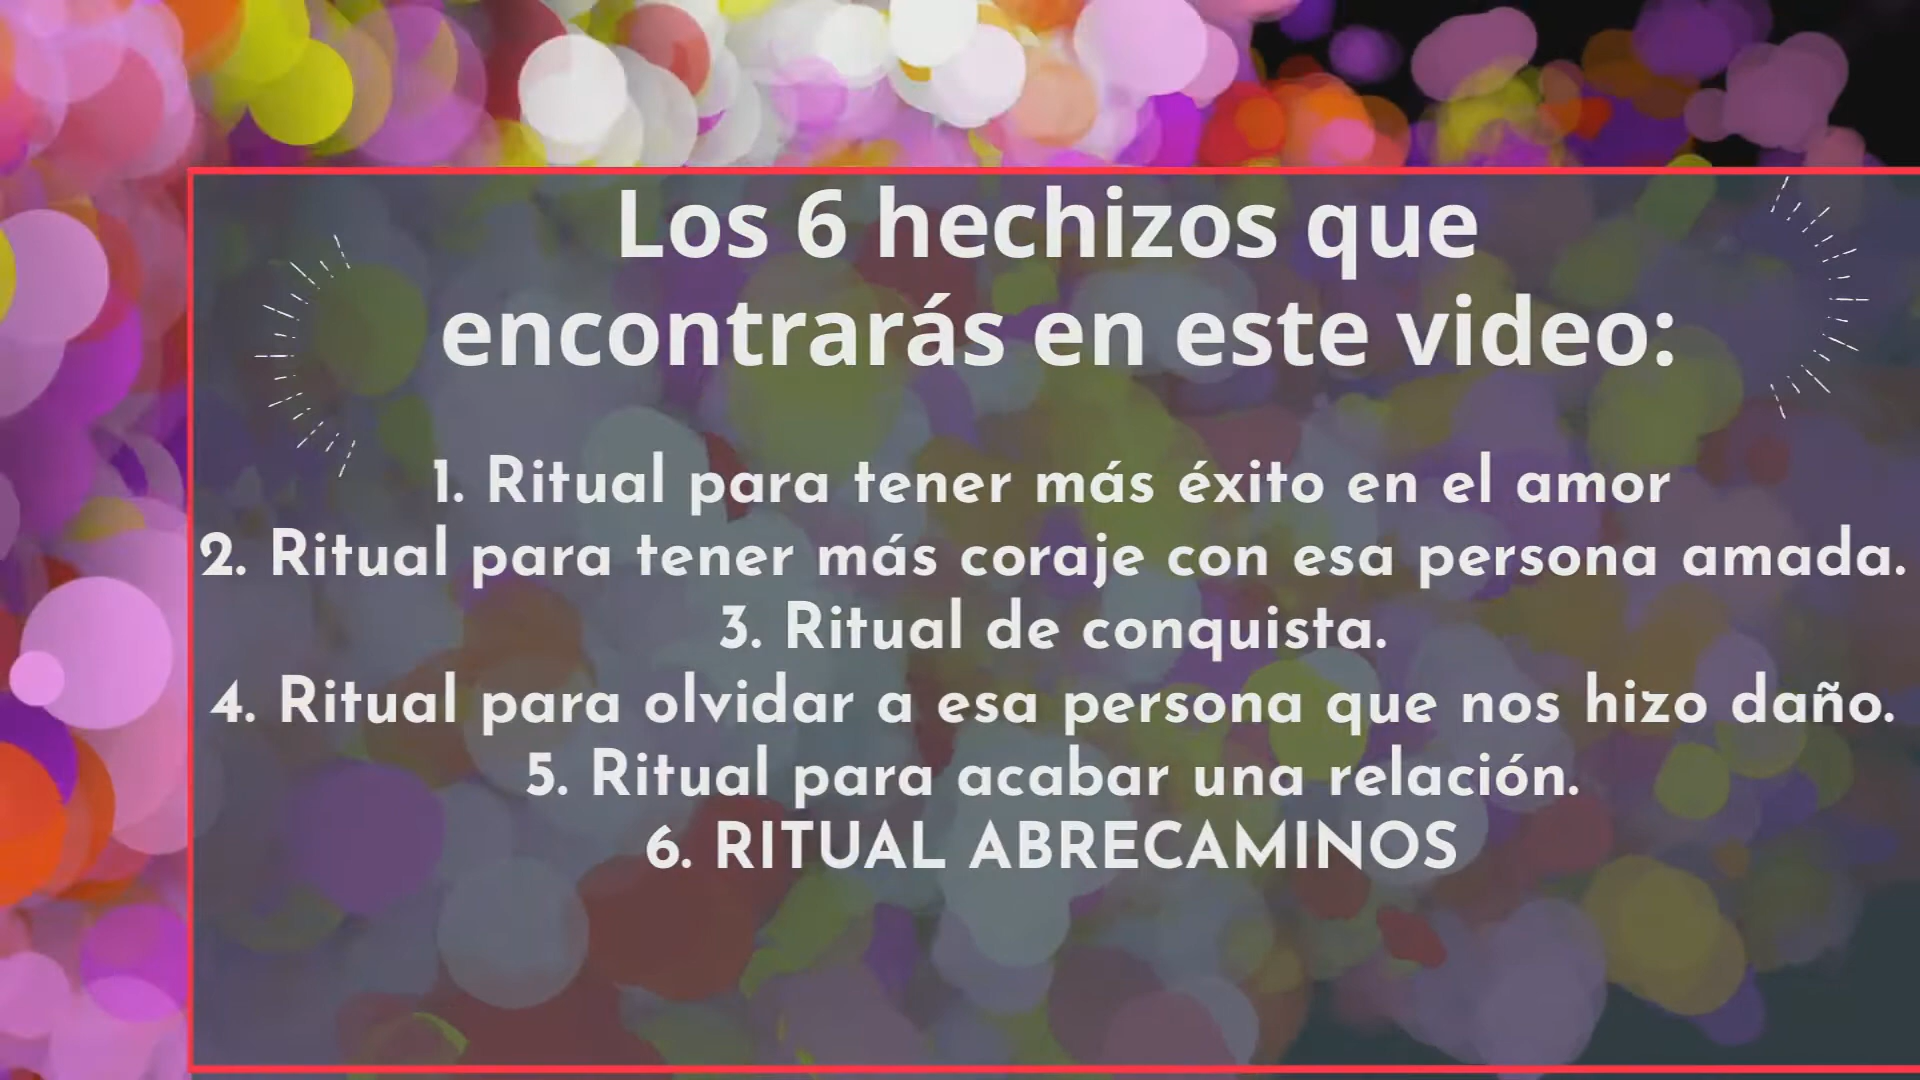 Los 6 hechizos que
encontrarás en este video:
1. Ritual para tener más éxito en el amor
2. Ritual para tener más coraje con esa persona amada.
3. Ritual de conquista.
4. Ritual para olvidar a esa persona que nos hizo daño.
5. Ritual para acabar una relación.
6. RITUAL ABRECAMINOS